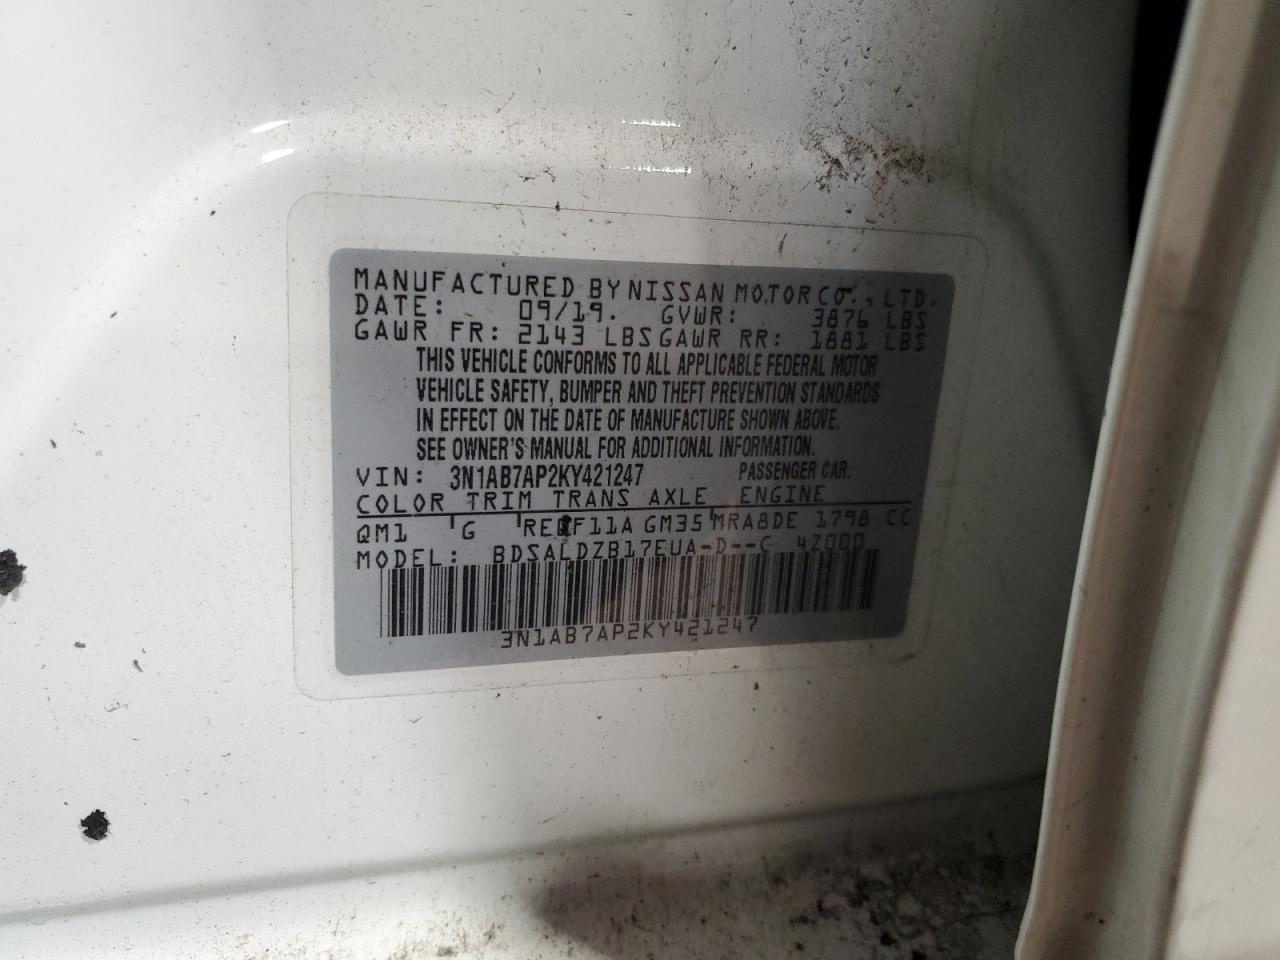 MANUFACTURED BY NISSAN MOTOR CO., LTD.
DATE: 09/19. GVWR: 3876 LBS
GAWR FR: 2143 LBS GAWR RR: 1881 LBS
THIS VEHICLE CONFORMS TO ALL APPLICABLE FEDERAL MOTOR
VEHICLE SAFETY, BUMPER AND THEFT PREVENTION STANDARDS
IN EFFECT ON THE DATE OF MANUFACTURE SHOWN ABOVE.
SEE OWNER'S MANUAL FOR ADDITIONAL INFORMATION.
VIN: 3N1AB7AP2KY421247 PASSENGER CAR.
COLOR TRIM TRANS AXLE ENGINE
QM1 G GM35 MRA8DE 1798 CC
MODEL: BDSALDZB17EUA-D--C 4Z000
3N1AB7AP2KY421247